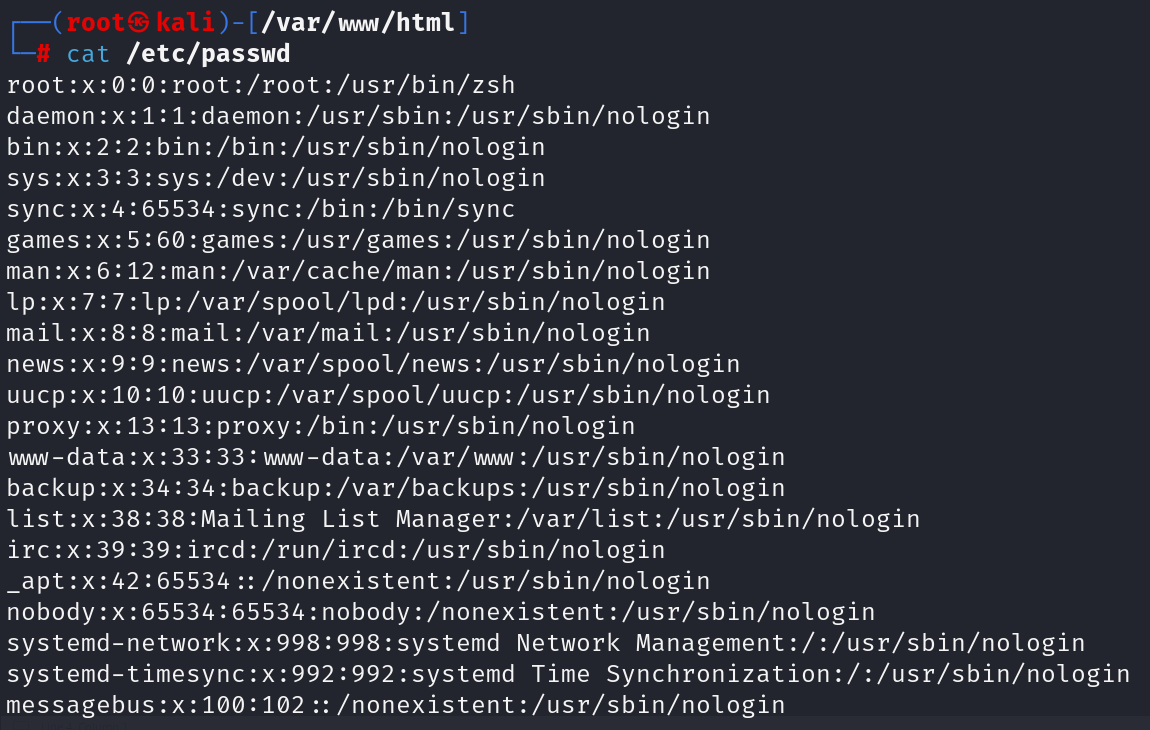 ┌──(root㉿kali)-[/var/www/html]
└─# cat /etc/passwd
root:x:0:0:root:/root:/usr/bin/zsh
daemon:x:1:1:daemon:/usr/sbin:/usr/sbin/nologin
bin:x:2:2:bin:/bin:/usr/sbin/nologin
sys:x:3:3:sys:/dev:/usr/sbin/nologin
sync:x:4:65534:sync:/bin:/bin/sync
games:x:5:60:games:/usr/games:/usr/sbin/nologin
man:x:6:12:man:/var/cache/man:/usr/sbin/nologin
lp:x:7:7:lp:/var/spool/lpd:/usr/sbin/nologin
mail:x:8:8:mail:/var/mail:/usr/sbin/nologin
news:x:9:9:news:/var/spool/news:/usr/sbin/nologin
uucp:x:10:10:uucp:/var/spool/uucp:/usr/sbin/nologin
proxy:x:13:13:proxy:/bin:/usr/sbin/nologin
www-data:x:33:33:www-data:/var/www:/usr/sbin/nologin
backup:x:34:34:backup:/var/backups:/usr/sbin/nologin
list:x:38:38:Mailing List Manager:/var/list:/usr/sbin/nologin
irc:x:39:39:ircd:/run/ircd:/usr/sbin/nologin
_apt:x:42:65534::/nonexistent:/usr/sbin/nologin
nobody:x:65534:65534:nobody:/nonexistent:/usr/sbin/nologin
systemd-network:x:998:998:systemd Network Management:/:/usr/sbin/nologin
systemd-timesync:x:992:992:systemd Time Synchronization:/:/usr/sbin/nologin
messagebus:x:100:102::/nonexistent:/usr/sbin/nologin